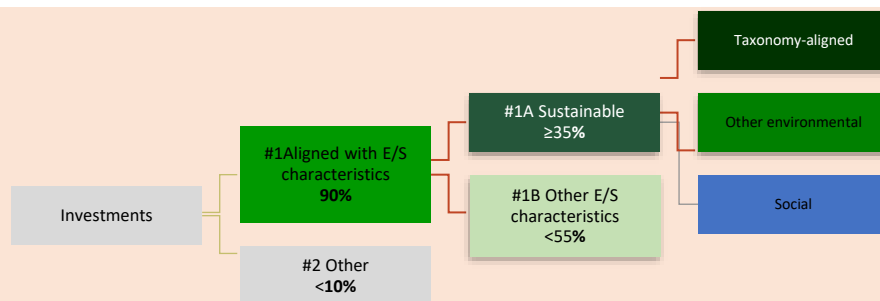 Taxonomy-aligned
#1A Sustainable
≥35%
Other environmental
#1Aligned with E/S
characteristics
90%
#1B Other E/S
characteristics
<55%
Social
Investments
#2 Other
<10%